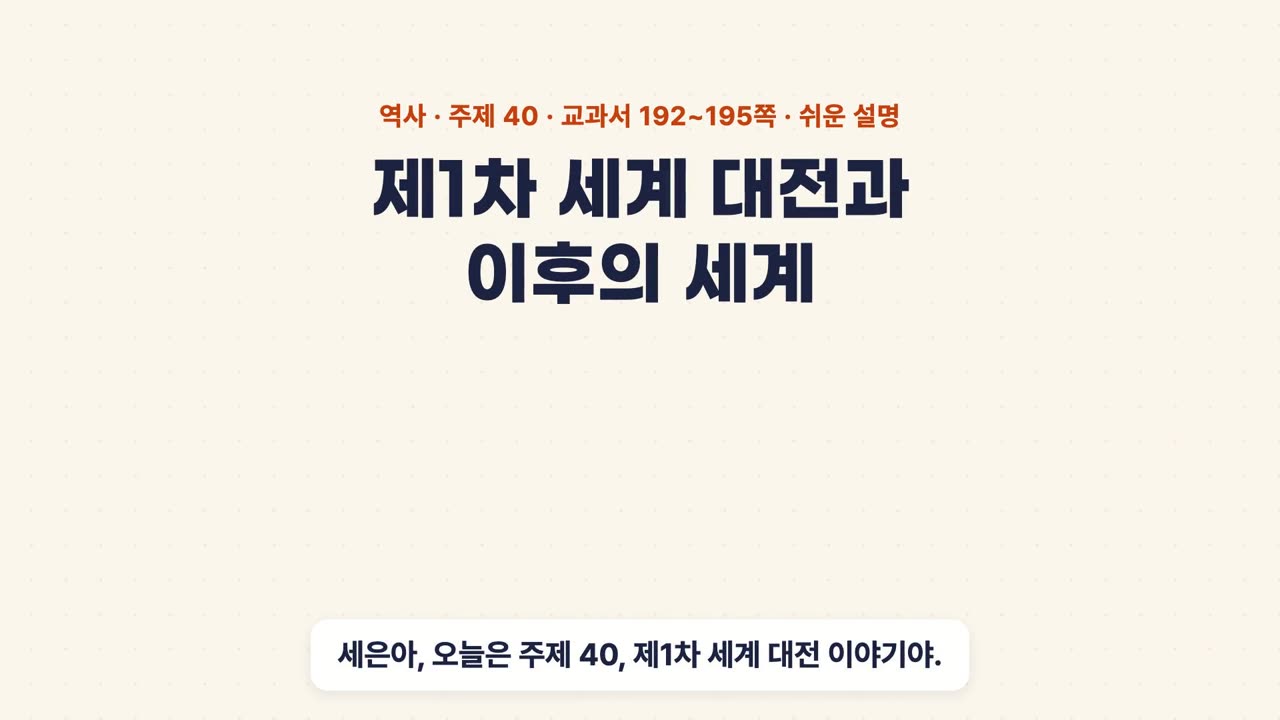 역사 · 주제 40 · 교과서 192~195쪽 · 쉬운 설명
제1차 세계 대전과
이후의 세계
세은아, 오늘은 주제 40, 제1차 세계 대전 이야기야.